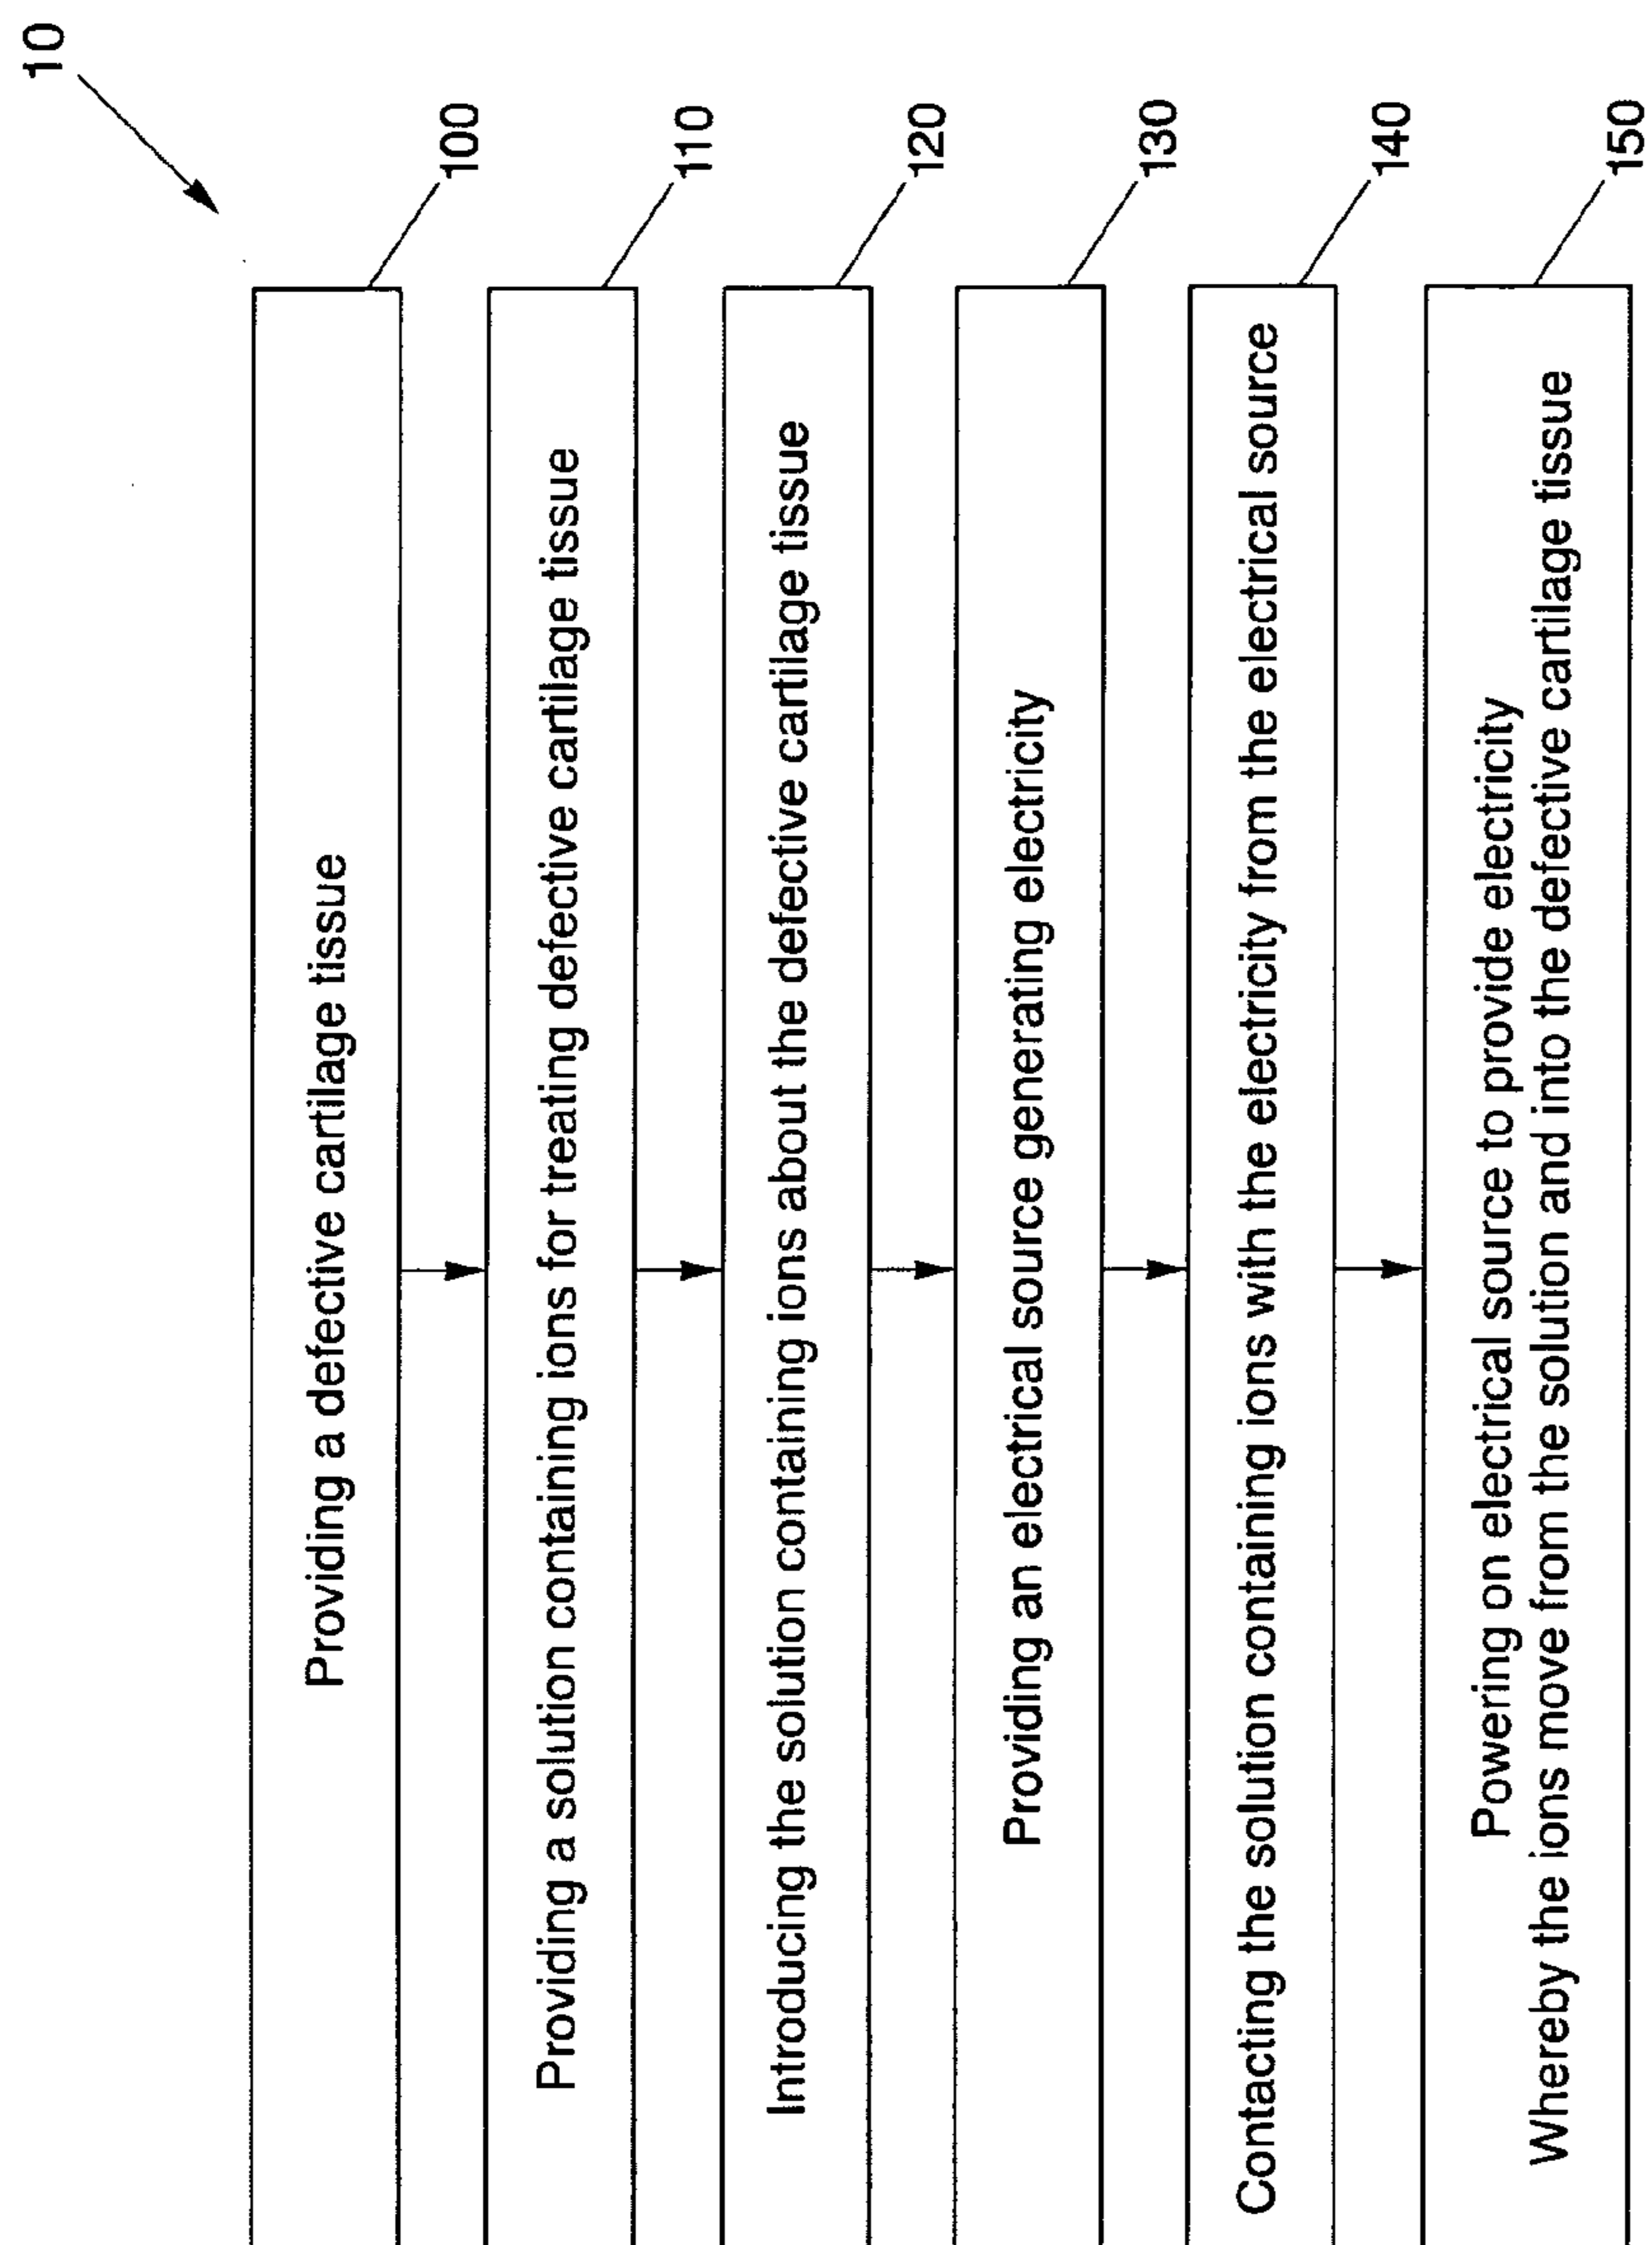 10
Providing a defective cartilage tissue
100
Providing a solution containing ions for treating defective cartilage tissue
110
Introducing the solution containing ions about the defective cartilage tissue
120
Providing an electrical source generating electricity
130
Contacting the solution containing ions with the electricity from the electrical source
140
Powering on electrical source to provide electricity
Whereby the ions move from the solution and into the defective cartilage tissue
150